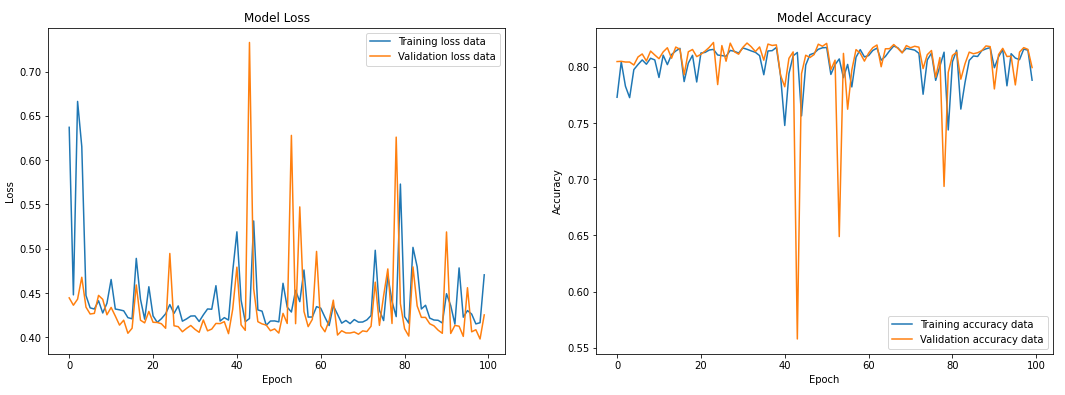 Model Loss
Training loss data
Validation loss data
0.70
0.65
0.60
0.55
0.50
0.45
0.40
Loss
0
20
40
60
80
100
Epoch
Model Accuracy
0.80
0.75
0.70
0.65
0.60
0.55
Accuracy
Training accuracy data
Validation accuracy data
0
20
40
60
80
100
Epoch